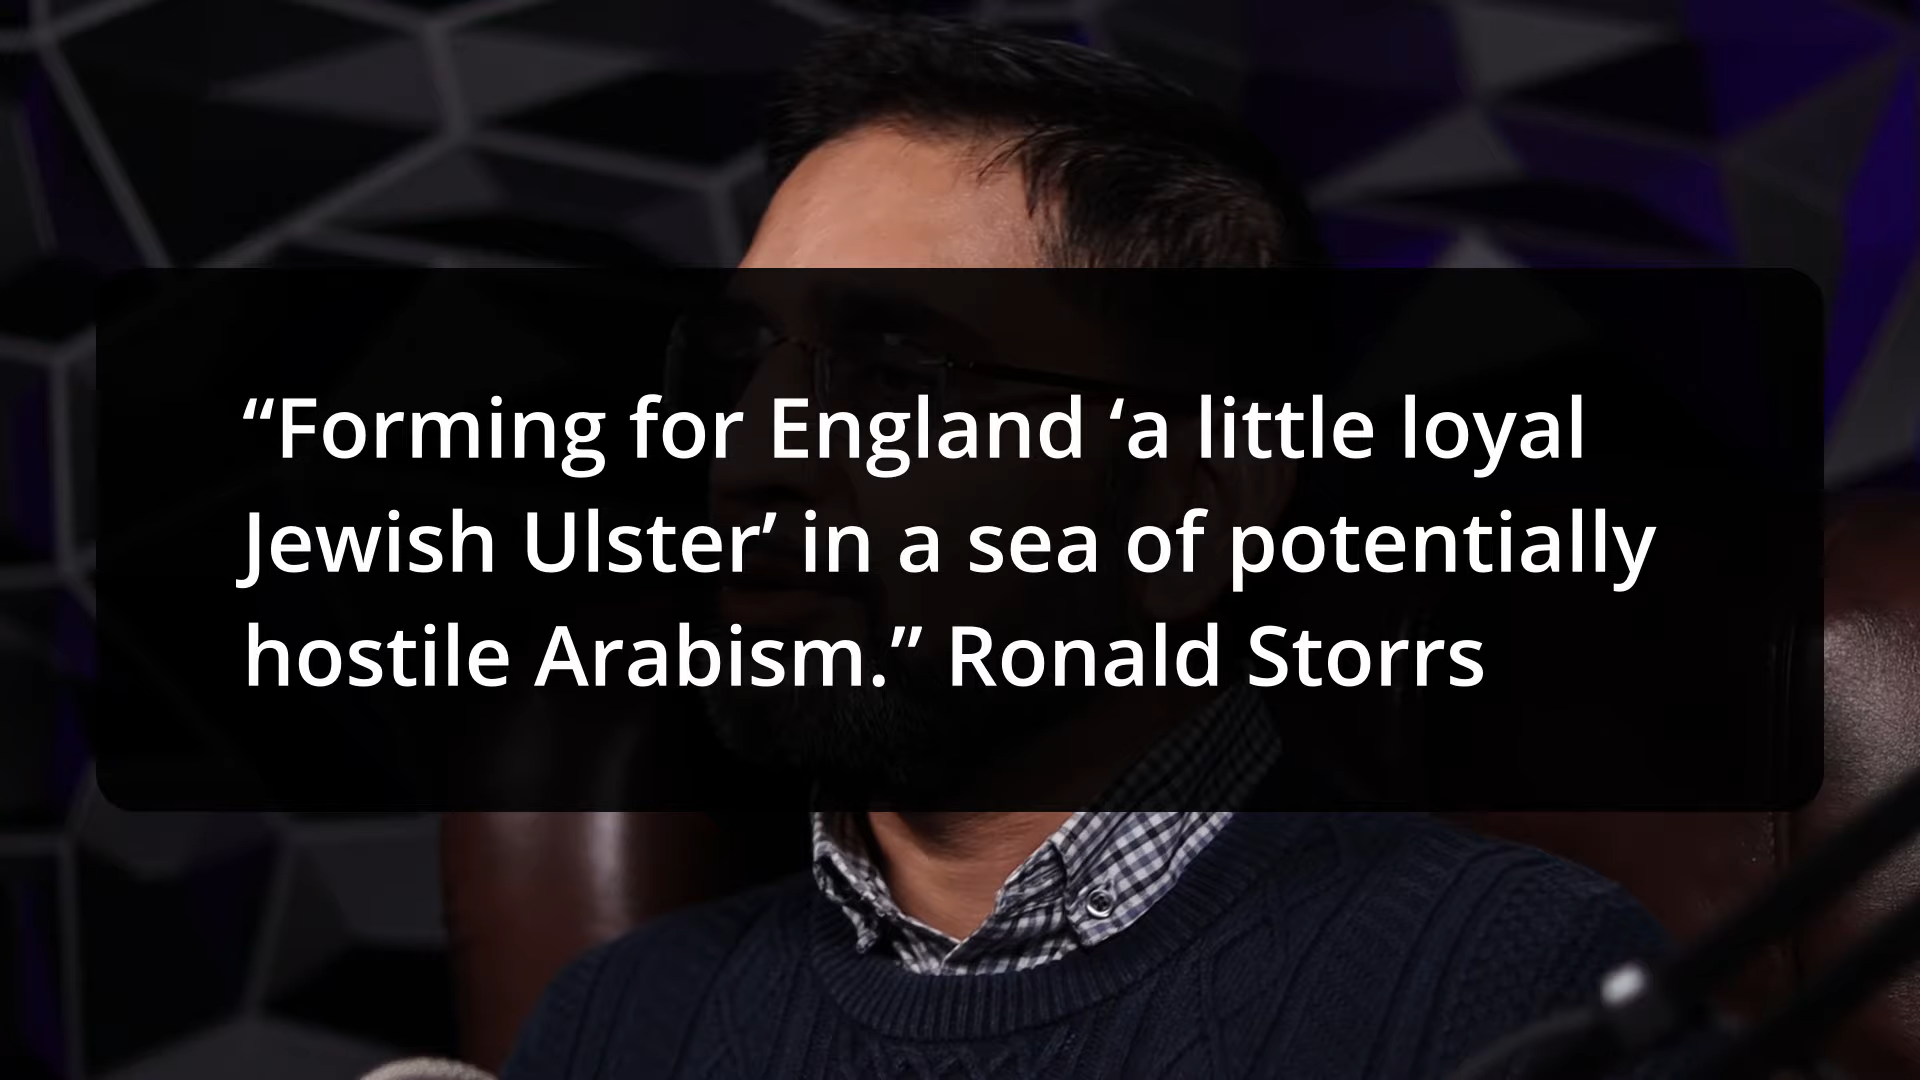 “Forming for England ‘a little loyal
Jewish Ulster’ in a sea of potentially
hostile Arabism.” Ronald Storrs